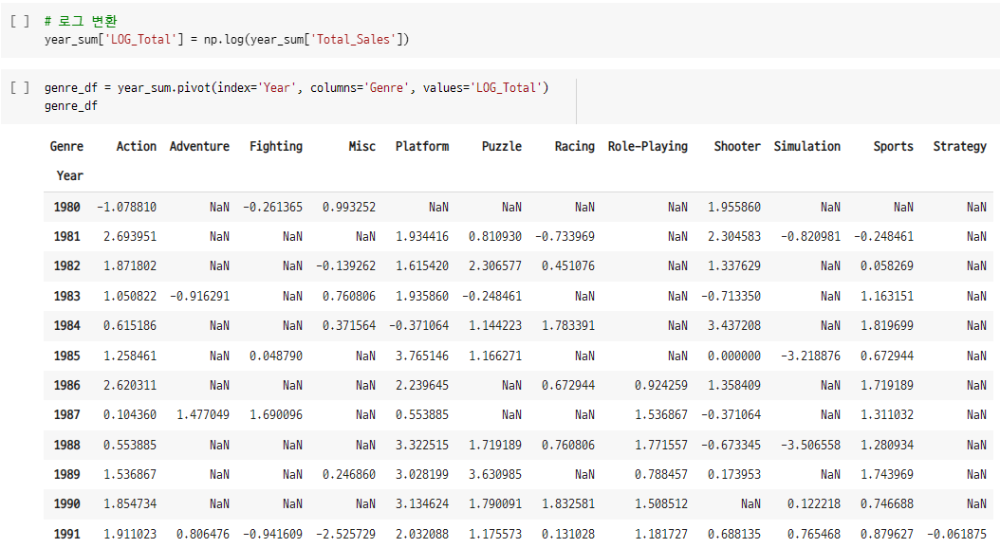 [ ] # 로그 변환
year_sum['LOG_Total'] = np.log(year_sum['Total_Sales'])
[ ] genre_df = year_sum.pivot(index='Year', columns='Genre', values='LOG_Total')
genre_df
Genre Action Adventure Fighting Misc Platform Puzzle Racing Role-Playing Shooter Simulation Sports Strategy
Year
1980 -1.078810 NaN -0.261365 0.993252 NaN NaN NaN NaN 1.955860 NaN NaN NaN
1981 2.693951 NaN NaN NaN 1.934416 0.810930 -0.733969 NaN 2.304583 -0.820981 -0.248461 NaN
1982 1.871802 NaN NaN -0.139262 1.615420 2.306577 0.451076 NaN 1.337629 NaN 0.058269 NaN
1983 1.050822 -0.916291 NaN 0.760806 1.935860 -0.248461 NaN NaN -0.713350 NaN 1.163151 NaN
1984 0.615186 NaN NaN 0.371564 -0.371064 1.144223 1.783391 NaN 3.437208 NaN 1.819699 NaN
1985 1.258461 NaN 0.048790 NaN 3.765146 1.166271 NaN NaN 0.000000 -3.218876 0.672944 NaN
1986 2.620311 NaN NaN NaN 2.239645 NaN 0.672944 0.924259 1.358409 NaN 1.719189 NaN
1987 0.104360 1.477049 1.690096 NaN 0.553885 NaN NaN 1.536867 -0.371064 NaN 1.311032 NaN
1988 0.553885 NaN NaN NaN 3.322515 1.719189 0.760806 1.771557 -0.673345 -3.506558 1.280934 NaN
1989 1.536867 NaN NaN 0.246860 3.028199 3.630985 NaN 0.788457 0.173953 NaN 1.743969 NaN
1990 1.854734 NaN NaN NaN 3.134624 1.790091 1.832581 1.508512 NaN 0.122218 0.746688 NaN
1991 1.911023 0.806476 -0.941609 -2.525729 2.032088 1.175573 0.131028 1.181727 0.688135 0.765468 0.879627 -0.061875